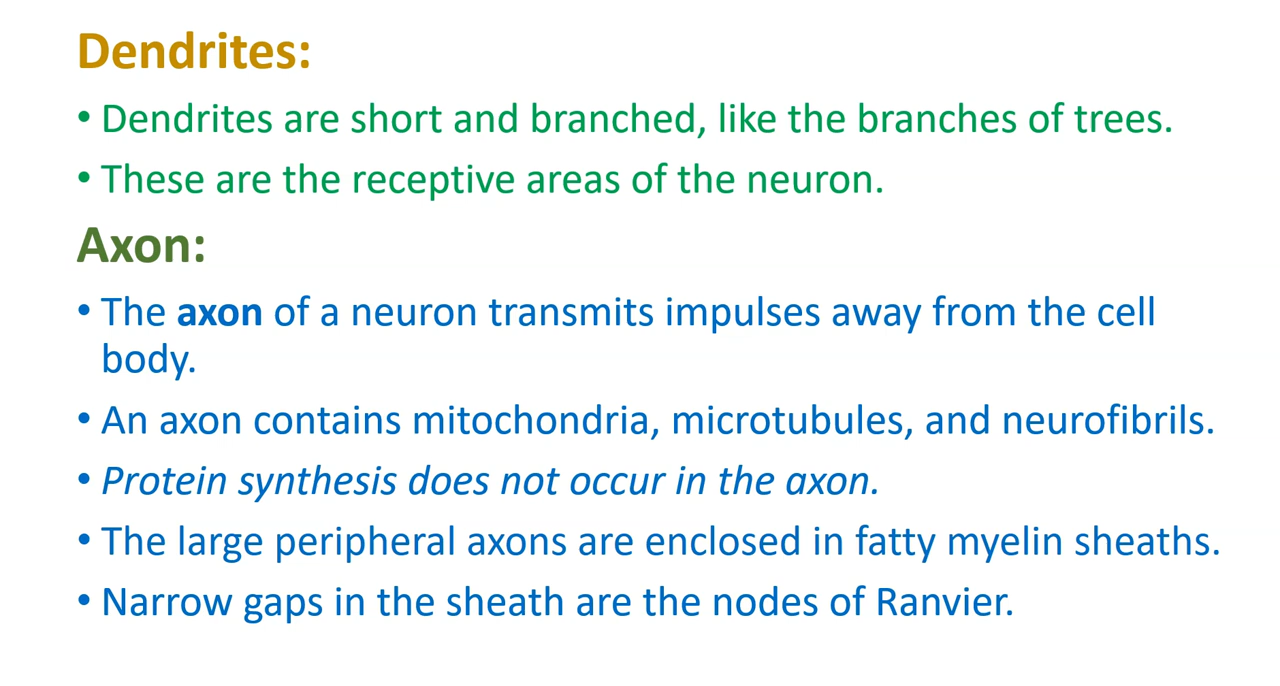 Dendrites:
• Dendrites are short and branched, like the branches of trees.
• These are the receptive areas of the neuron.
Axon:
• The axon of a neuron transmits impulses away from the cell
body.
• An axon contains mitochondria, microtubules, and neurofibrils.
• Protein synthesis does not occur in the axon.
• The large peripheral axons are enclosed in fatty myelin sheaths.
• Narrow gaps in the sheath are the nodes of Ranvier.